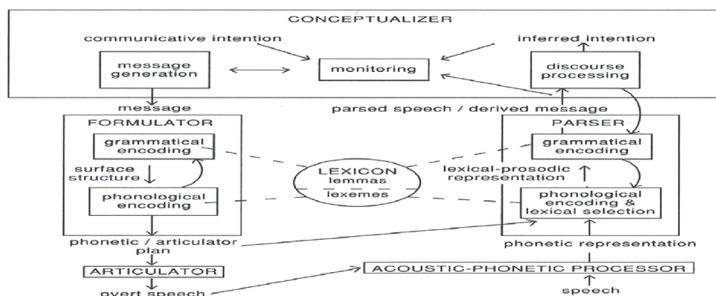 CONCEPTUALIZER
communicative intention
inferred intention
message
generation
monitoring
discourse
processing
message
parsed speech / derived message
FORMULATOR
PARSER
grammatical
encoding
grammatical
encoding
surface
structure
LEXICON
lemmas
lexemes
lexical-prosodic
representation
phonological
encoding
phonological
encoding &
lexical selection
phonetic / articulator
plan
phonetic representation
ARTICULATOR
ACOUSTIC-PHONETIC PROCESSOR
overt speech
speech